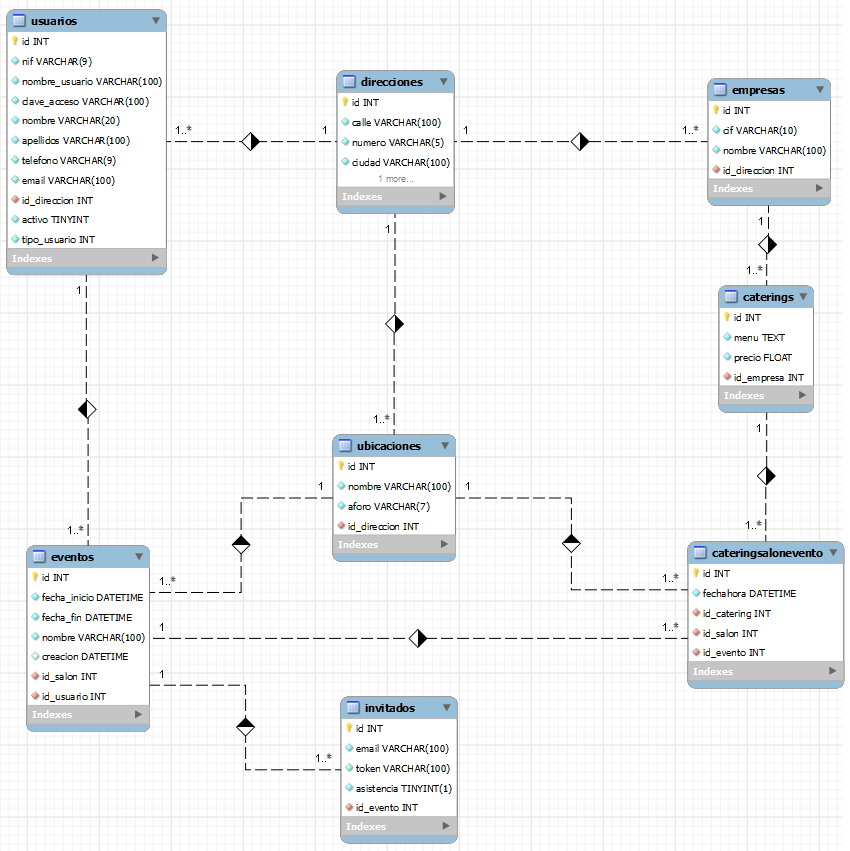 usuarios
id INT
nif VARCHAR(9)
nombre_usuario VARCHAR(100)
clave_acceso VARCHAR(100)
nombre VARCHAR(20)
apellidos VARCHAR(100)
telefono VARCHAR(9)
email VARCHAR(100)
id_direccion INT
activo TINYINT
tipo_usuario INT
Indexes
1..*
1
direcciones
id INT
calle VARCHAR(100)
numero VARCHAR(5)
ciudad VARCHAR(100)
1 more...
Indexes
1
1..*
empresas
id INT
cif VARCHAR(10)
nombre VARCHAR(100)
id_direccion INT
Indexes
1
1..*
caterings
id INT
menu TEXT
precio FLOAT
id_empresa INT
Indexes
1
1..*
1
1..*
1
1..*
ubicaciones
id INT
nombre VARCHAR(100)
aforo VARCHAR(7)
id_direccion INT
Indexes
1
1
1..*
1..*
eventos
id INT
fecha_inicio DATETIME
fecha_fin DATETIME
nombre VARCHAR(100)
creacion DATETIME
id_salon INT
id_usuario INT
Indexes
1
1..*
cateringsalonevento
id INT
fechahora DATETIME
id_catering INT
id_salon INT
id_evento INT
Indexes
1
1..*
invitados
id INT
email VARCHAR(100)
token VARCHAR(100)
asistencia TINYINT(1)
id_evento INT
Indexes